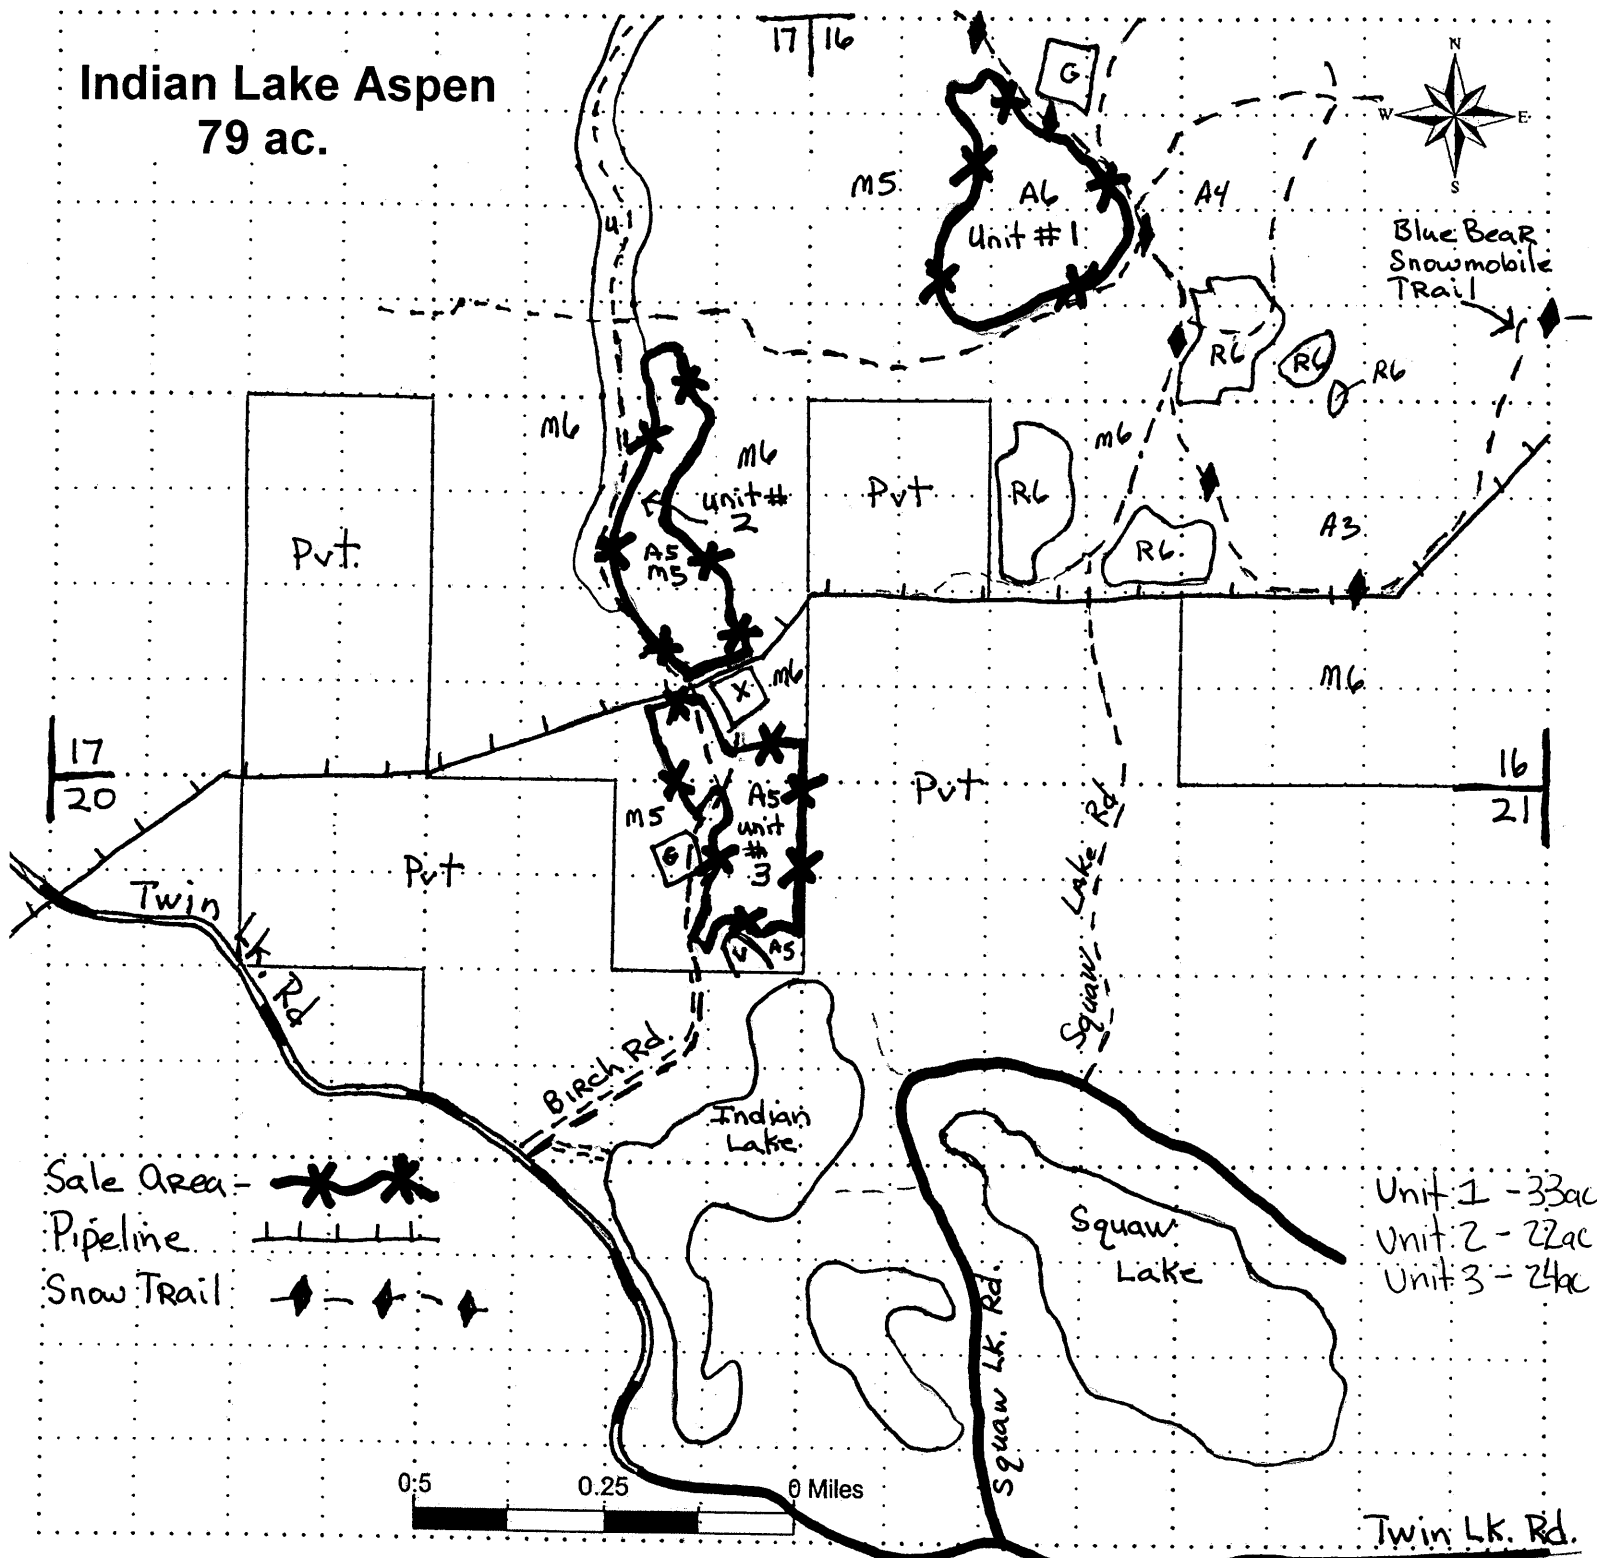 Indian Lake Aspen
79 ac.
17 16
N
W E
S
G
M5
A6
Unit #1
A4
Blue Bear
Snowmobile
Trail
U
R6
R6
R6
M6
M6
M6
Unit #
2
A5
M5
Pvt
R6
R6
A3
Pvt.
X
M6
M6
17
20
16
21
Pvt
A5
unit
#
3
M5
G
Pvt
Squaw Lake Rd
Twin Lk. Rd
A5
Birch Rd.
Indian
Lake
Sale Area-
Pipeline
Snow Trail
Squaw
Lake
Unit 1 - 33ac
Unit 2 - 22ac
Unit 3 - 24ac
Squaw Lk. Rd.
0.5 0.25 0 Miles
Twin Lk. Rd.